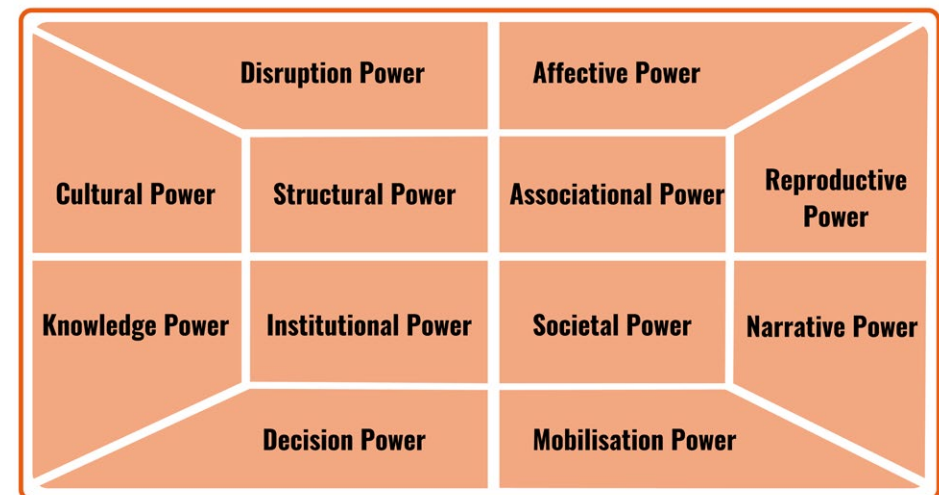 Disruption Power
Affective Power
Cultural Power
Structural Power
Associational Power
Reproductive
Power
Knowledge Power
Institutional Power
Societal Power
Narrative Power
Decision Power
Mobilisation Power